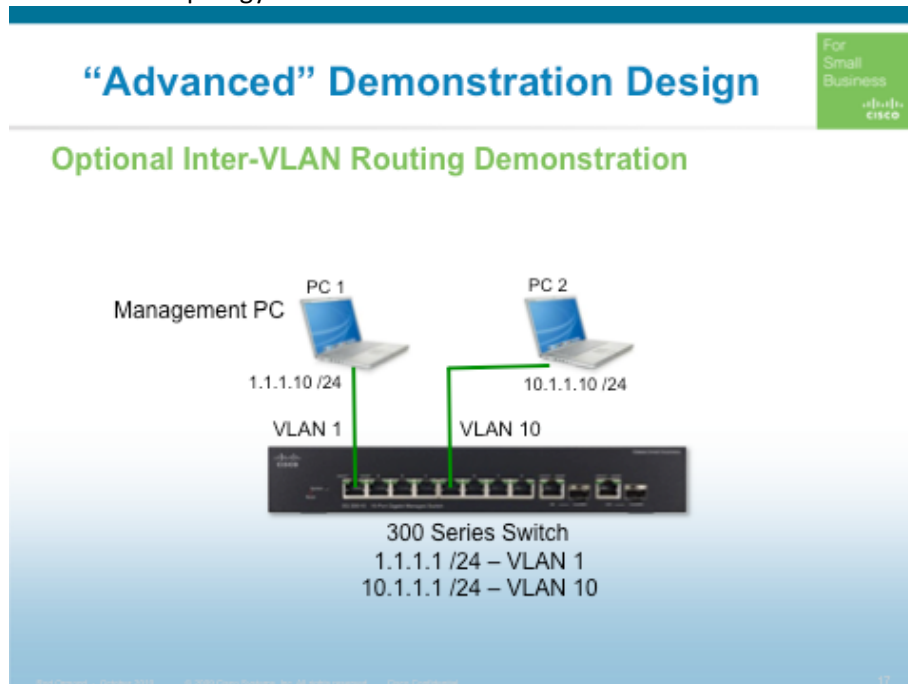 “Advanced” Demonstration Design
For
Small
Business
CISCO
Optional Inter-VLAN Routing Demonstration
PC 1
PC 2
Management PC
1.1.1.10 /24
10.1.1.10 /24
VLAN 1
VLAN 10
300 Series Switch
1.1.1.1 /24 – VLAN 1
10.1.1.1 /24 – VLAN 10
17